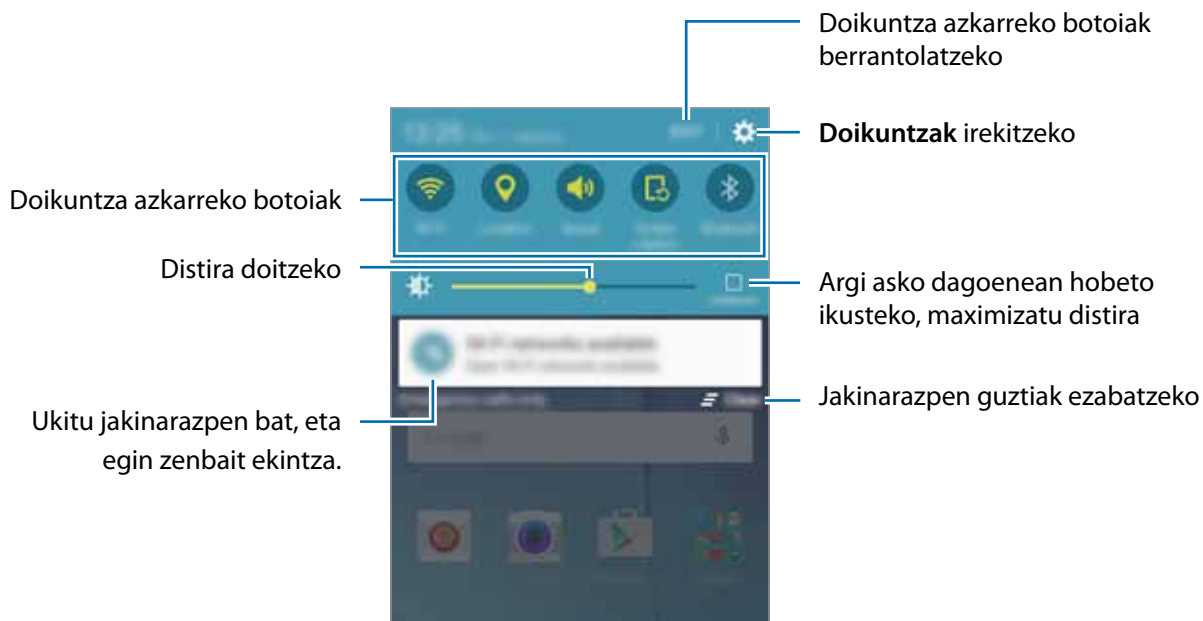 Doikuntza azkarreko botoiak
berrantolatzeko
Doikuntzak irekitzeko
Doikuntza azkarreko botoiak
Distira doitzeko
Argi asko dagoenean hobeto
ikusteko, maximizatu distira
Jakinarazpen guztiak ezabatzeko
Ukitu jakinarazpen bat, eta
egin zenbait ekintza.